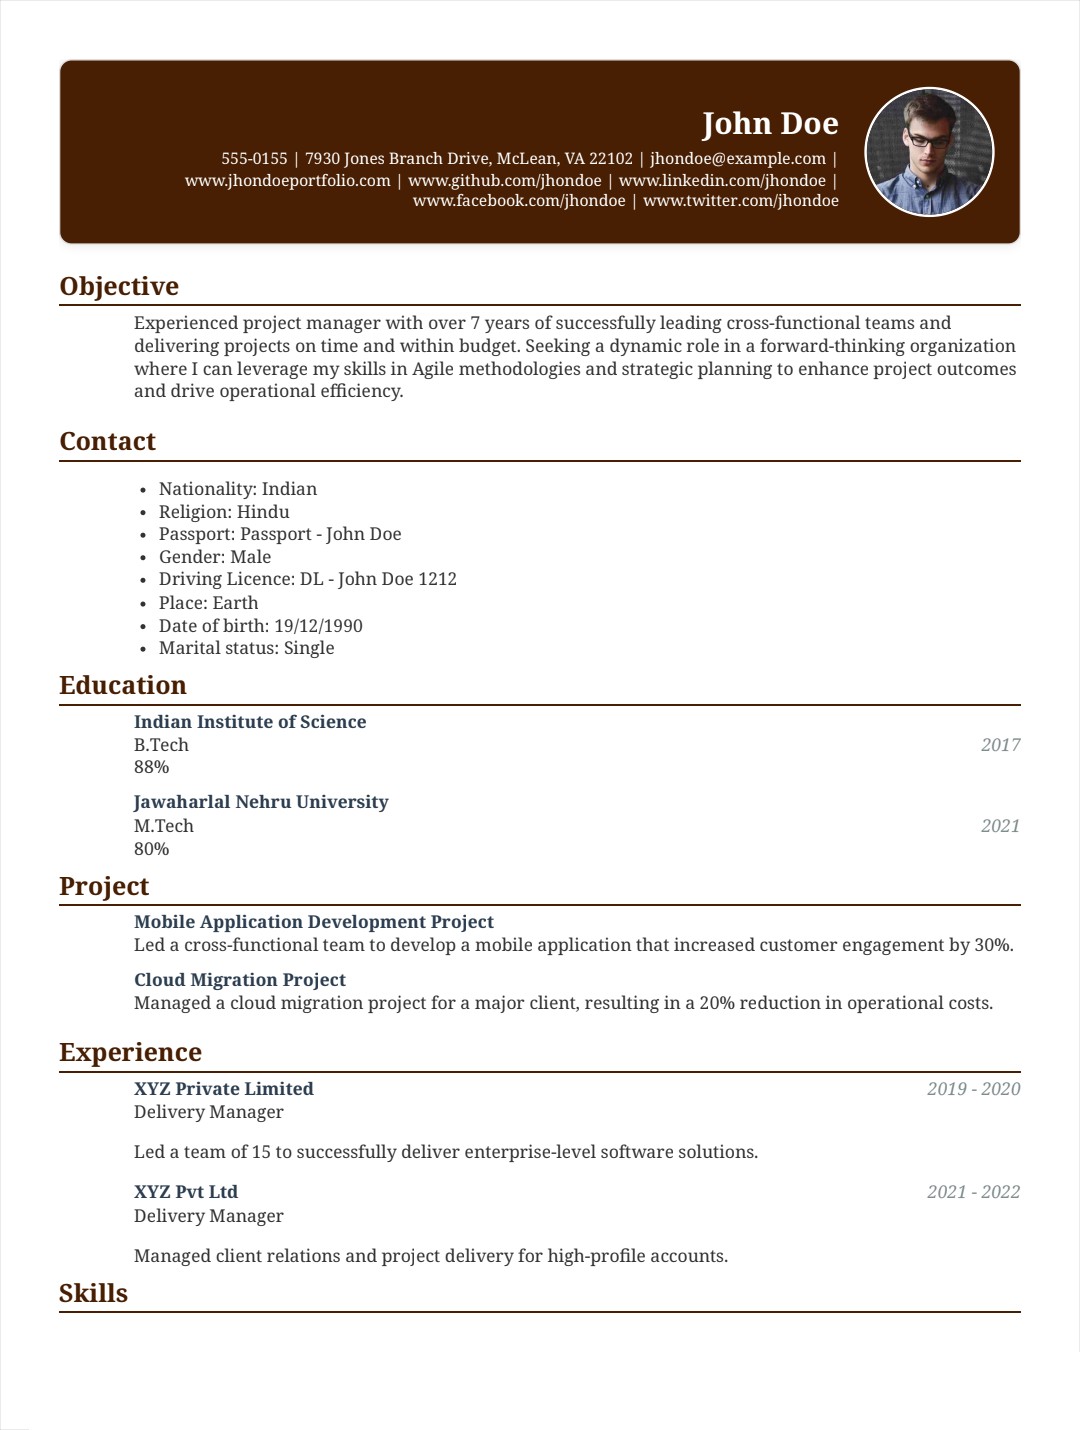 John Doe
555-0155 | 7930 Jones Branch Drive, McLean, VA 22102 | jhondoe@example.com |
www.jhondoeportfolio.com | www.github.com/jhondoe | www.linkedin.com/jhondoe |
www.facebook.com/jhondoe | www.twitter.com/jhondoe
Objective
Experienced project manager with over 7 years of successfully leading cross-functional teams and
delivering projects on time and within budget. Seeking a dynamic role in a forward-thinking organization
where I can leverage my skills in Agile methodologies and strategic planning to enhance project outcomes
and drive operational efficiency.
Contact
• Nationality: Indian
• Religion: Hindu
• Passport: Passport - John Doe
• Gender: Male
• Driving Licence: DL - John Doe 1212
• Place: Earth
• Date of birth: 19/12/1990
• Marital status: Single
Education
Indian Institute of Science
B.Tech 2017
88%
Jawaharlal Nehru University
M.Tech 2021
80%
Project
Mobile Application Development Project
Led a cross-functional team to develop a mobile application that increased customer engagement by 30%.
Cloud Migration Project
Managed a cloud migration project for a major client, resulting in a 20% reduction in operational costs.
Experience
XYZ Private Limited 2019 - 2020
Delivery Manager
Led a team of 15 to successfully deliver enterprise-level software solutions.
XYZ Pvt Ltd 2021 - 2022
Delivery Manager
Managed client relations and project delivery for high-profile accounts.
Skills